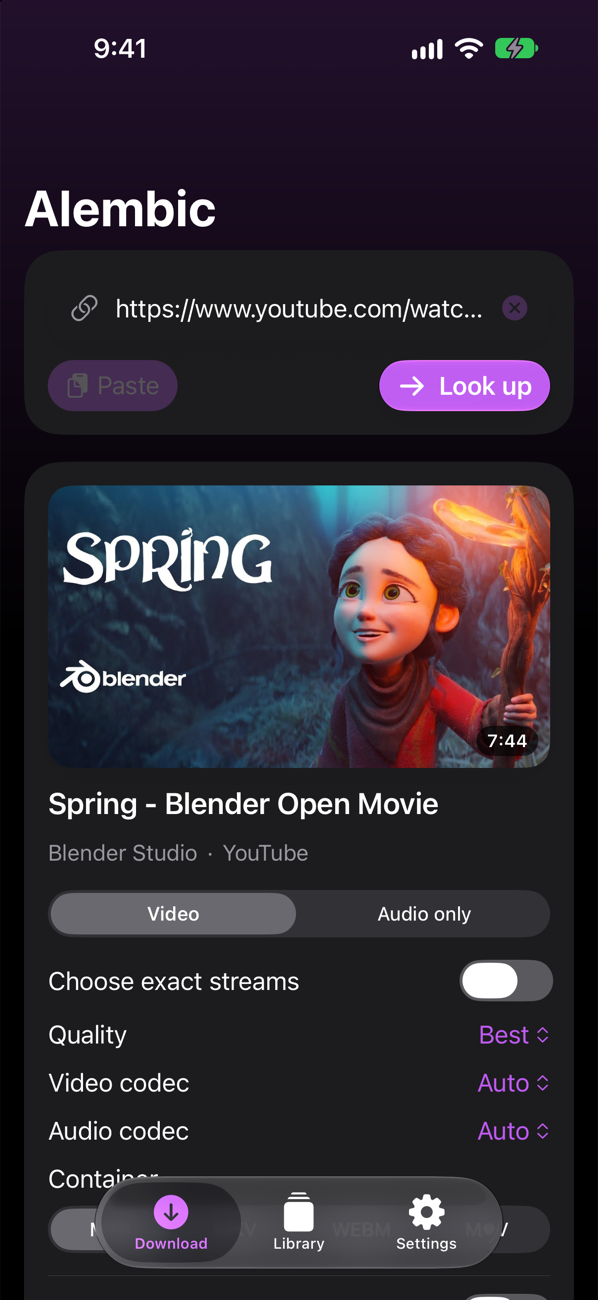 9:41
Alembic
https://www.youtube.com/watc...
Paste
Look up
SPRING
blender
7:44
Spring - Blender Open Movie
Blender Studio · YouTube
Video
Audio only
Choose exact streams
Quality
Best
Video codec
Auto
Audio codec
Auto
Container
WEBM
Download
Library
Settings